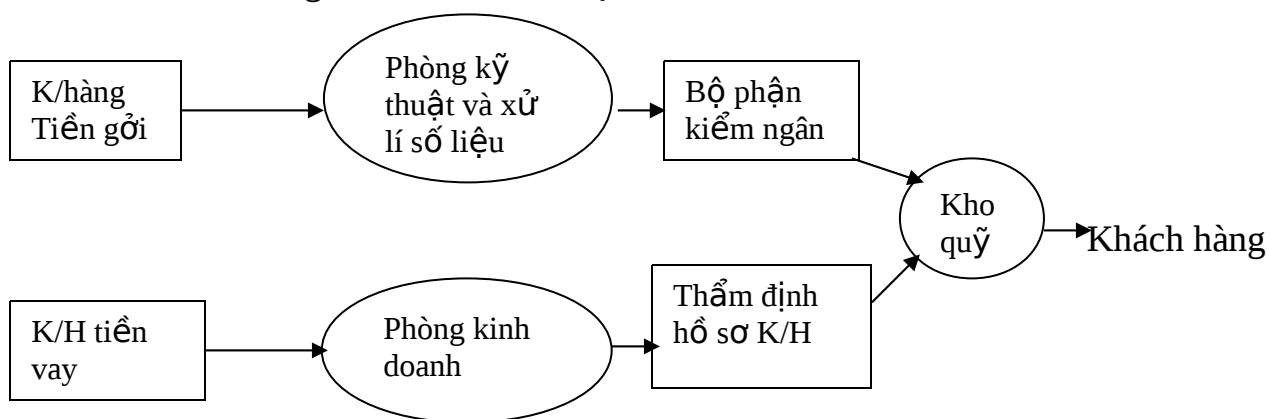 K/hàng
Tiền gởi
Phòng kỹ
thuật và xử
lí số liệu
Bộ phận
kiểm ngân
Kho
quỹ
Khách hàng
K/H tiền
vay
Phòng kinh
doanh
Thẩm định
hồ sơ K/H